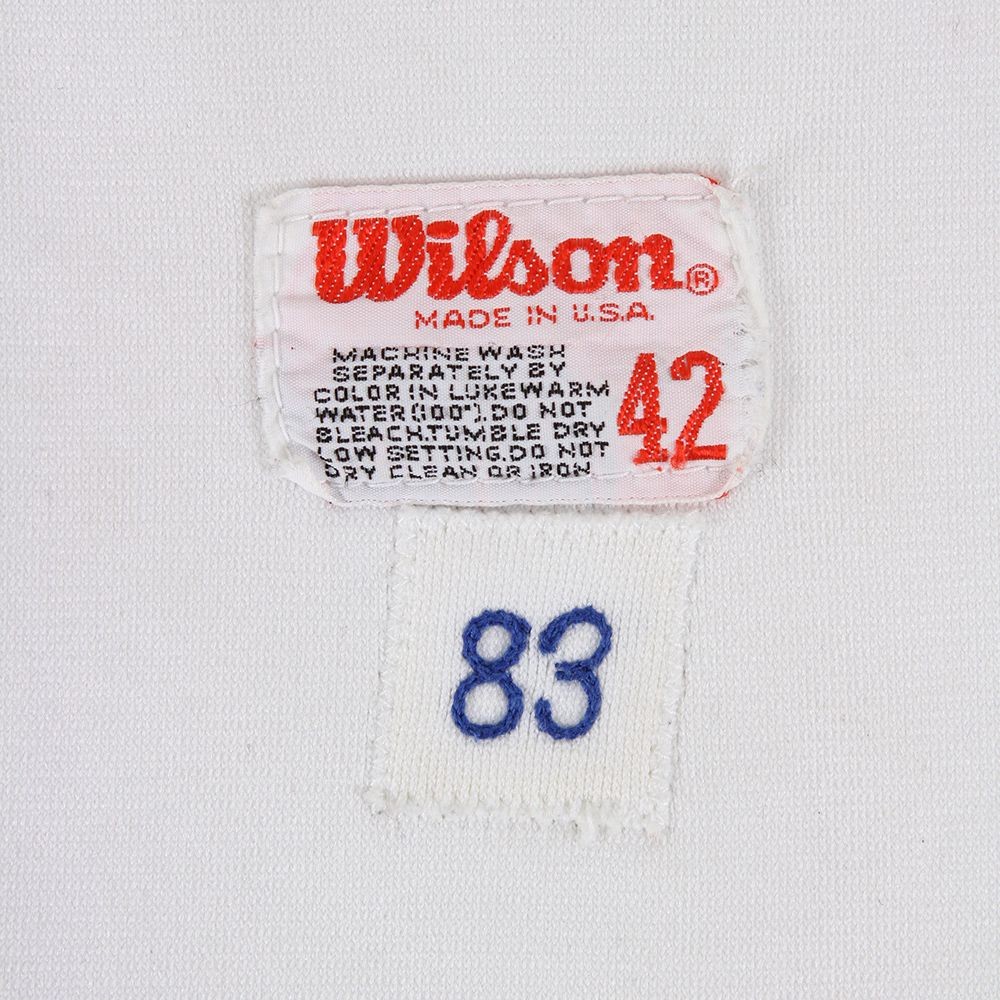 Wilson®
MADE IN U.S.A.
MACHINE WASH
SEPARATELY BY
COLOR IN LUKEWARM
WATER (100°). DO NOT
BLEACH. TUMBLE DRY
LOW SETTING. DO NOT
DRY CLEAN OR IRON
42
83